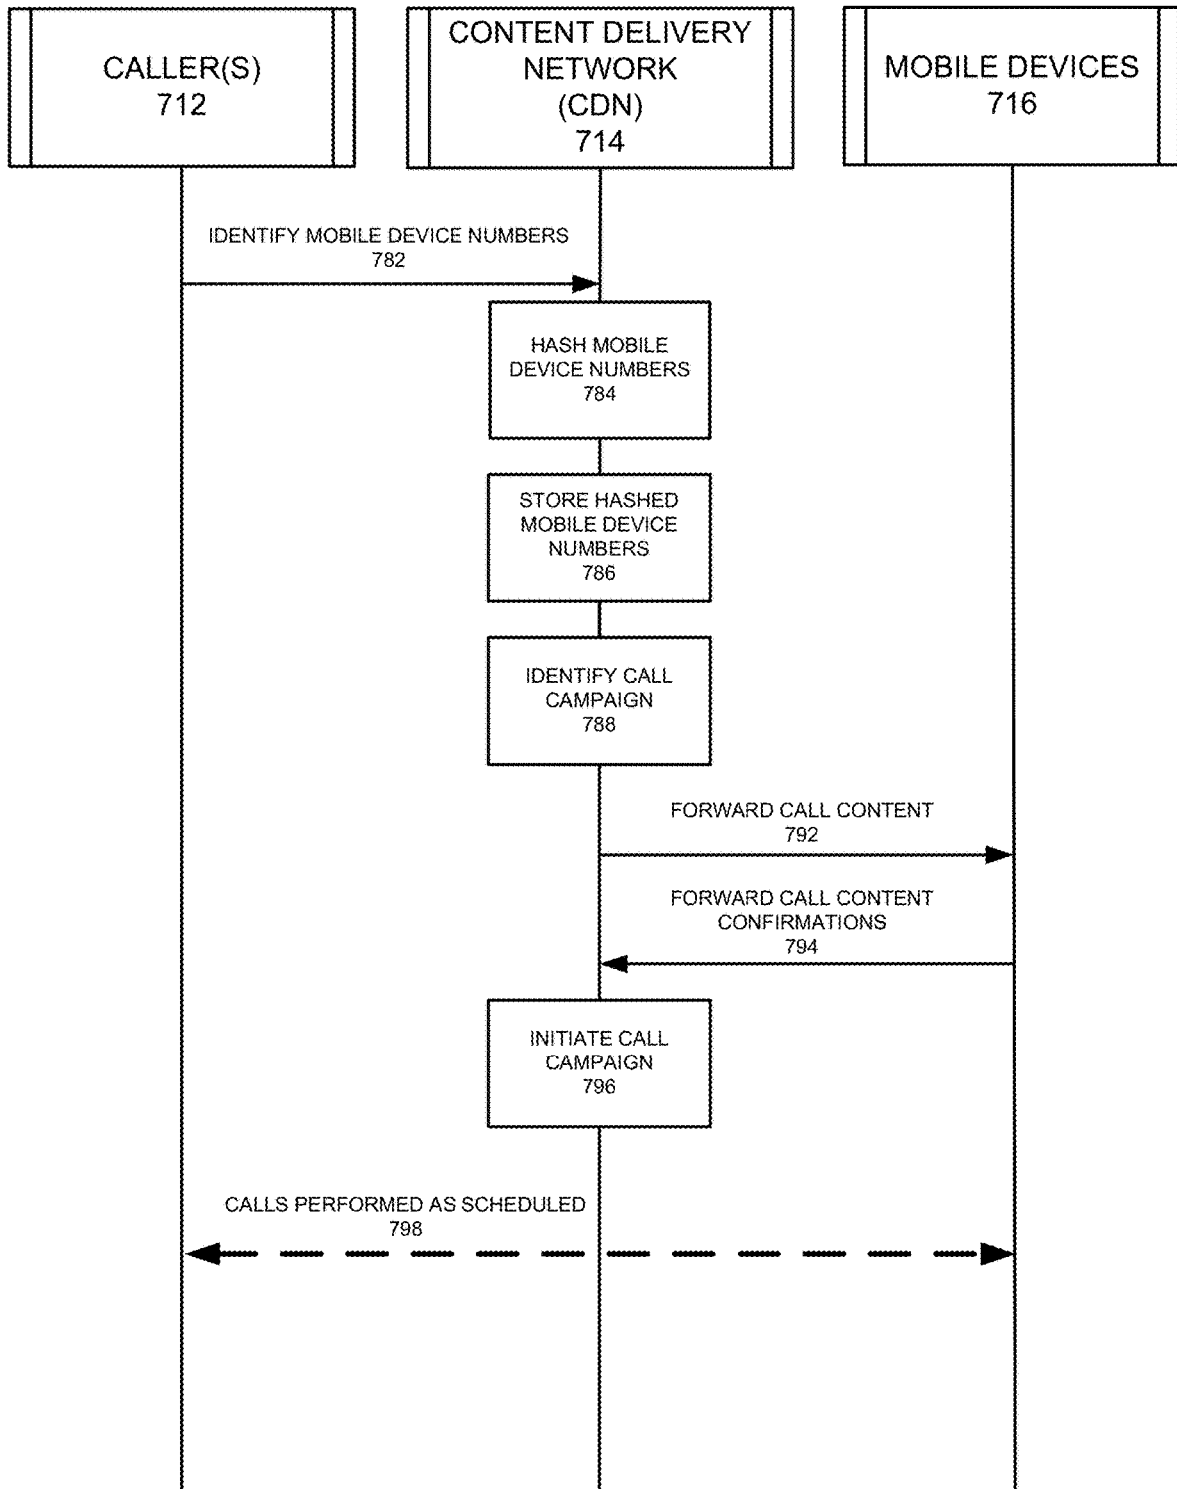 CALLER(S)
712
CONTENT DELIVERY
NETWORK
(CDN)
714
MOBILE DEVICES
716
IDENTIFY MOBILE DEVICE NUMBERS
782
HASH MOBILE
DEVICE NUMBERS
784
STORE HASHED
MOBILE DEVICE
NUMBERS
786
IDENTIFY CALL
CAMPAIGN
788
FORWARD CALL CONTENT
792
FORWARD CALL CONTENT
CONFIRMATIONS
794
INITIATE CALL
CAMPAIGN
796
CALLS PERFORMED AS SCHEDULED
798